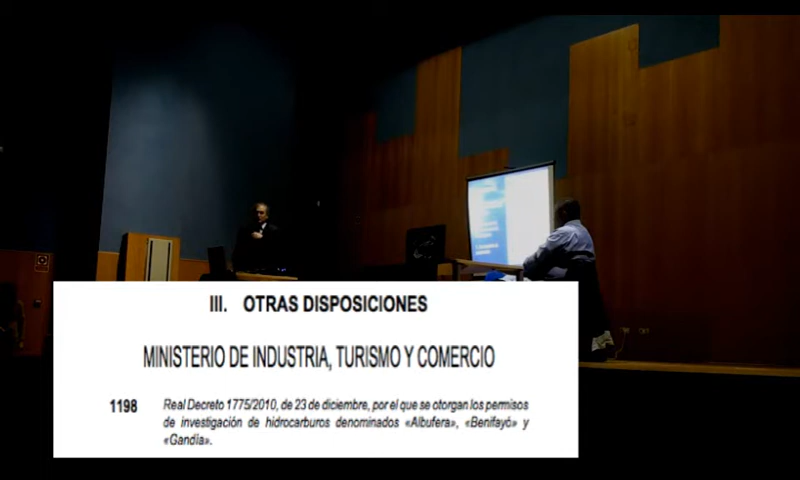 III. OTRAS DISPOSICIONES
MINISTERIO DE INDUSTRIA, TURISMO Y COMERCIO
1198 Real Decreto 1775/2010, de 23 de diciembre, por el que se otorgan los permisos
de investigación de hidrocarburos denominados «Albufera», «Benifayó» y
«Gandía».